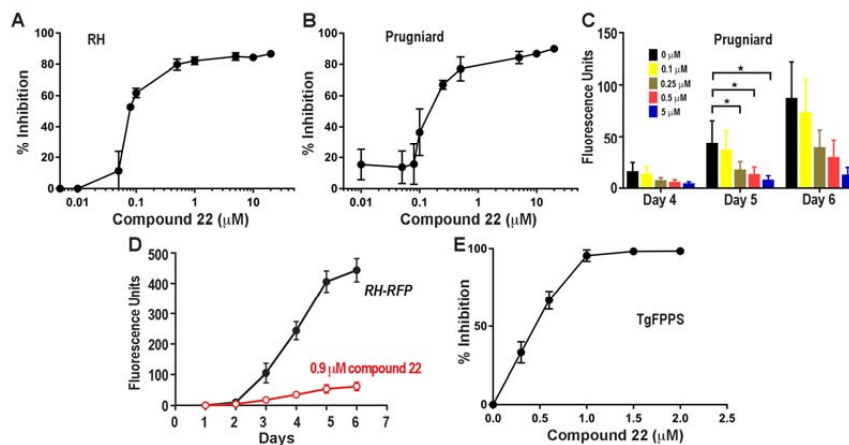 A
RH
% Inhibition
100
80
60
40
20
0
0.01
0.1
1
10
Compound 22 (μM)
B
Prugniard
% Inhibition
100
80
60
40
20
0
0.01
0.1
1
10
Compound 22 (μM)
C
Prugniard
Fluorescence Units
150
100
50
0
0 μM
0.1 μM
0.25 μM
0.5 μM
5 μM
*
*
*
Day 4
Day 5
Day 6
D
Fluorescence Units
500
400
300
200
100
0
RH-RFP
0.9 μM compound 22
0 1 2 3 4 5 6 7
Days
E
% Inhibition
100
50
0
TgFPPS
0.0 0.5 1.0 1.5 2.0 2.5
Compound 22 (μM)